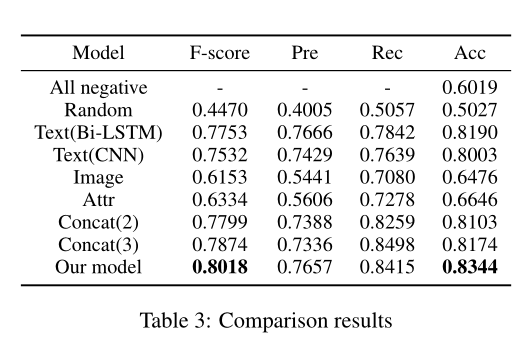 Model F-score Pre Rec Acc
All negative - - - 0.6019
Random 0.4470 0.4005 0.5057 0.5027
Text(Bi-LSTM) 0.7753 0.7666 0.7842 0.8190
Text(CNN) 0.7532 0.7429 0.7639 0.8003
Image 0.6153 0.5441 0.7080 0.6476
Attr 0.6334 0.5606 0.7278 0.6646
Concat(2) 0.7799 0.7388 0.8259 0.8103
Concat(3) 0.7874 0.7336 0.8498 0.8174
Our model 0.8018 0.7657 0.8415 0.8344
Table 3: Comparison results